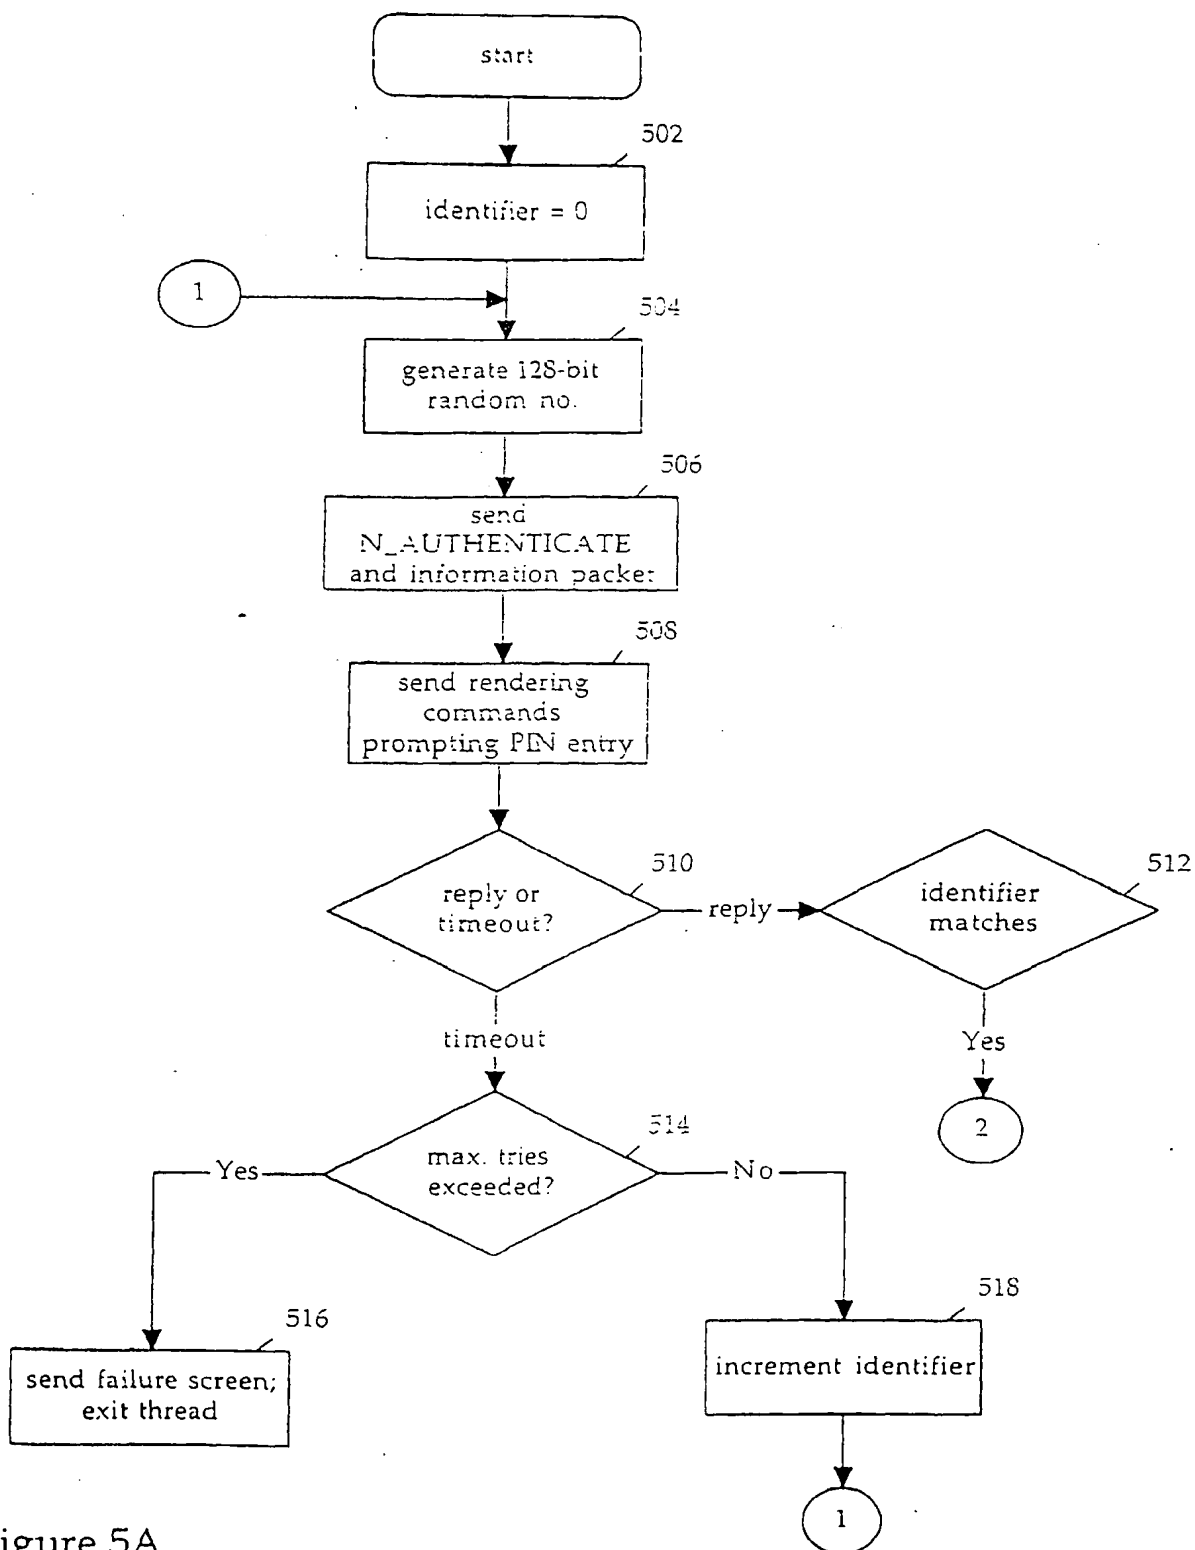 start
502
identifier = 0
1
504
generate 128-bit
random no.
506
send
N_AUTHENTICATE
and information packet
508
send rendering
commands
prompting PIN entry
510
reply or
timeout?
reply
512
identifier
matches
timeout
Yes
2
514
max. tries
exceeded?
Yes
No
516
send failure screen;
exit thread
518
increment identifier
1
igure 5A